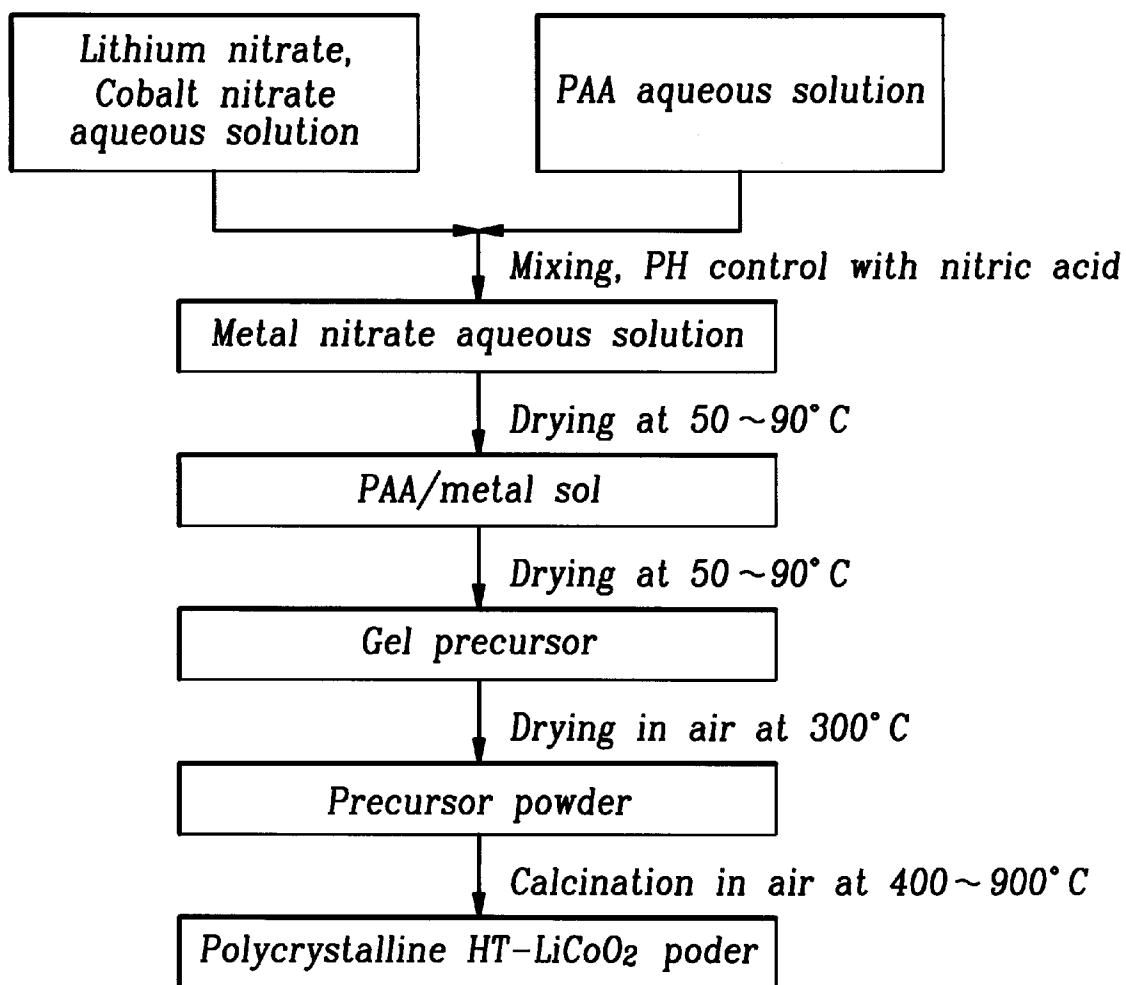 Lithium nitrate,
Cobalt nitrate
aqueous solution
PAA aqueous solution
Mixing, PH control with nitric acid
Metal nitrate aqueous solution
Drying at 50~90°C
PAA/metal sol
Drying at 50~90°C
Gel precursor
Drying in air at 300°C
Precursor powder
Calcination in air at 400~900°C
Polycrystalline HT-LiCoO₂ poder